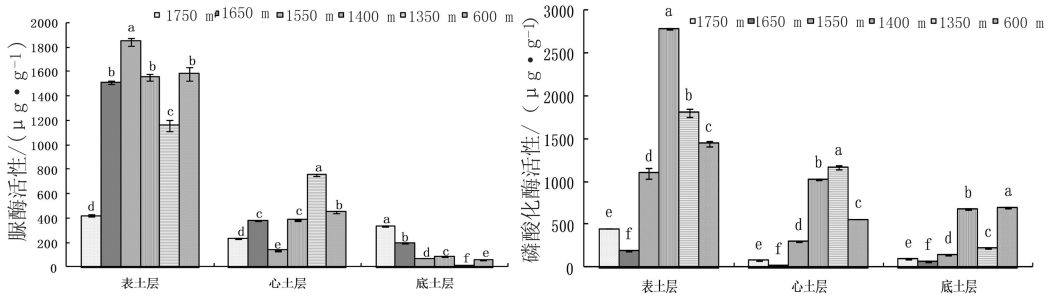 1750 m 1650 m 1550 m 1400 m 1350 m 600 m
脲酶活性/(μg·g-1)
2000
1800
1600
1400
1200
1000
800
600
400
200
0
d b a b c b
d c e c a b
a b d c f e
表土层 心土层 底土层
1750 m 1650 m 1550 m 1400 m 1350 m 600 m
磷酸化酶活性/（μg·g-1）
3000
2500
2000
1500
1000
500
0
e f d a b c
e f d b a c
e f d b c a
表土层 心土层 底土层